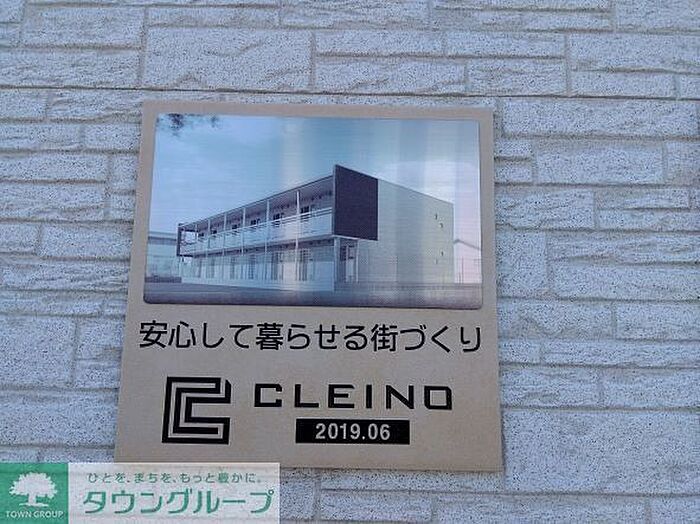 安心して暮らせる街づくり
CLEINO
2019.06
ひとを、まちを、もっと豊かに。
タウングループ
TOWN GROUP